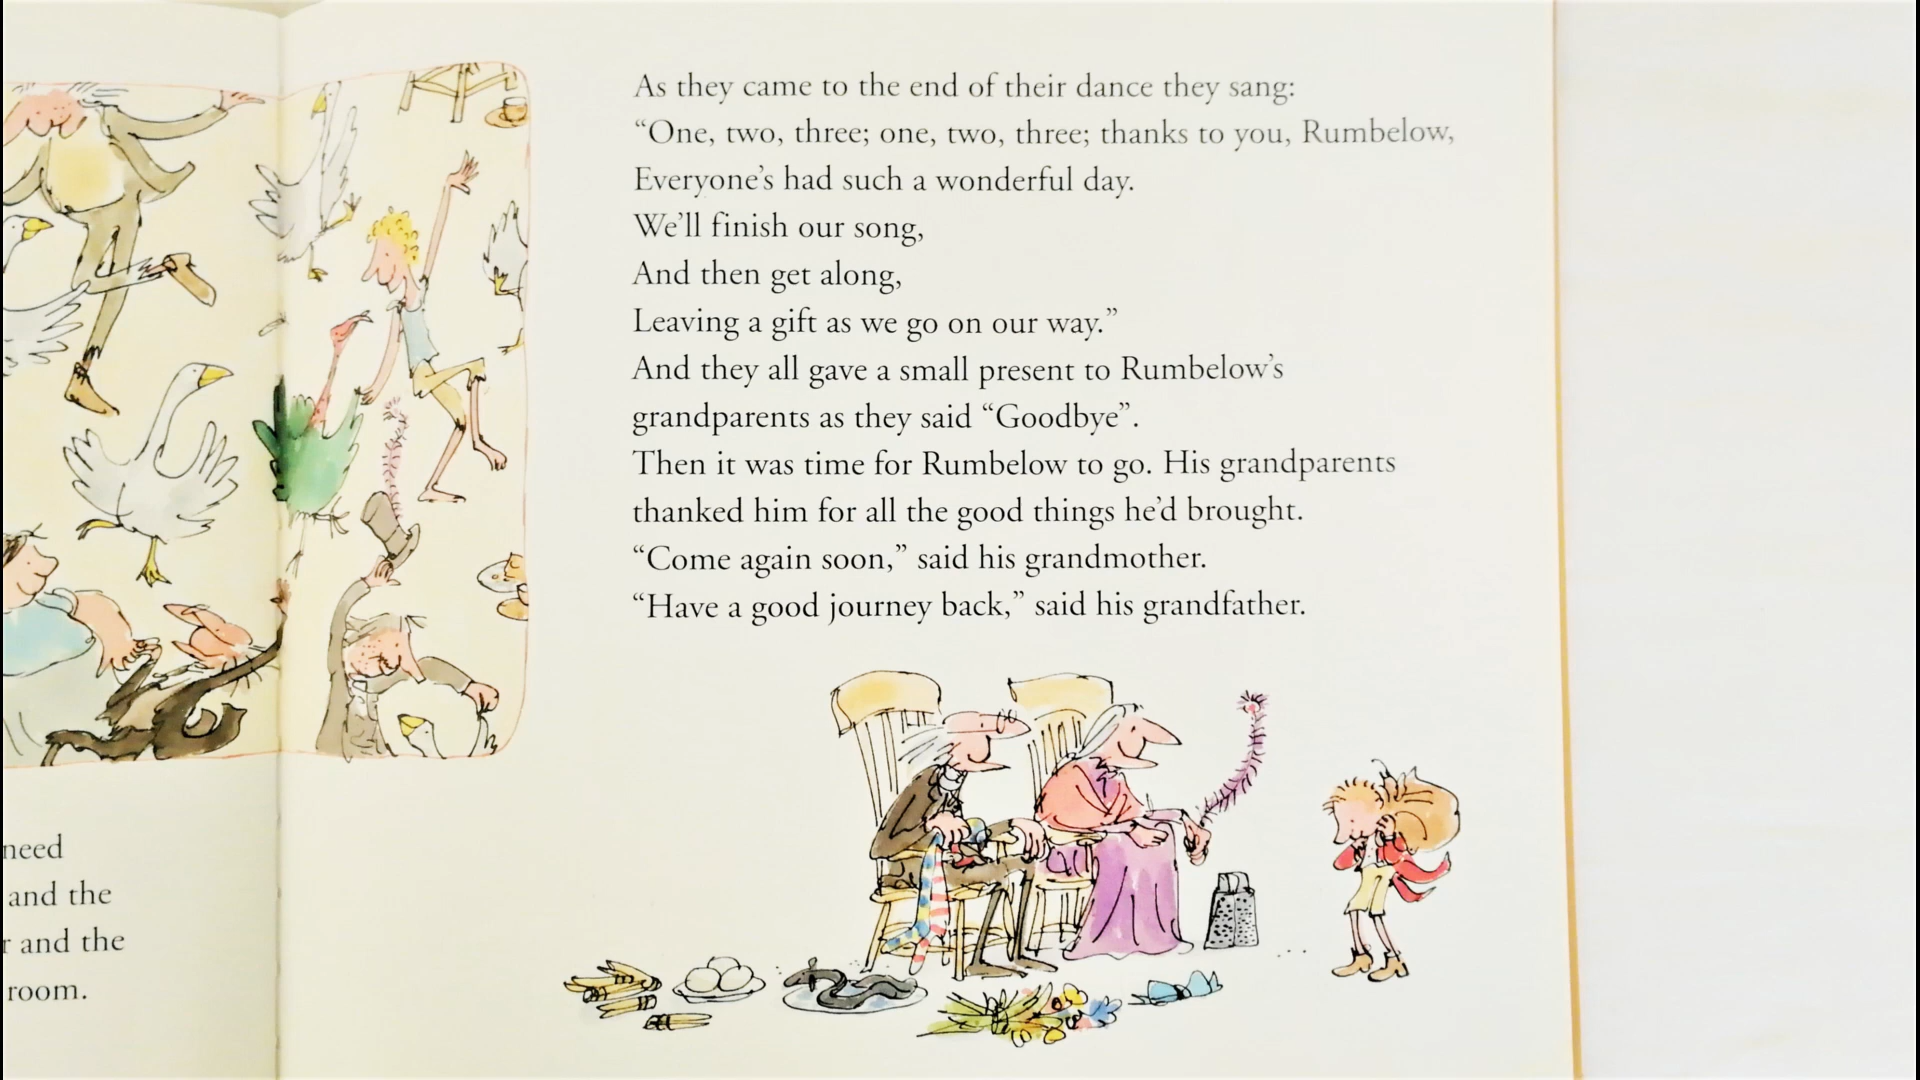 need
and the
r and the
room.
As they came to the end of their dance they sang:
“One, two, three; one, two, three; thanks to you, Rumbelow,
Everyone’s had such a wonderful day.
We’ll finish our song,
And then get along,
Leaving a gift as we go on our way.”
And they all gave a small present to Rumbelow’s
grandparents as they said “Goodbye”.
Then it was time for Rumbelow to go. His grandparents
thanked him for all the good things he’d brought.
“Come again soon,” said his grandmother.
“Have a good journey back,” said his grandfather.